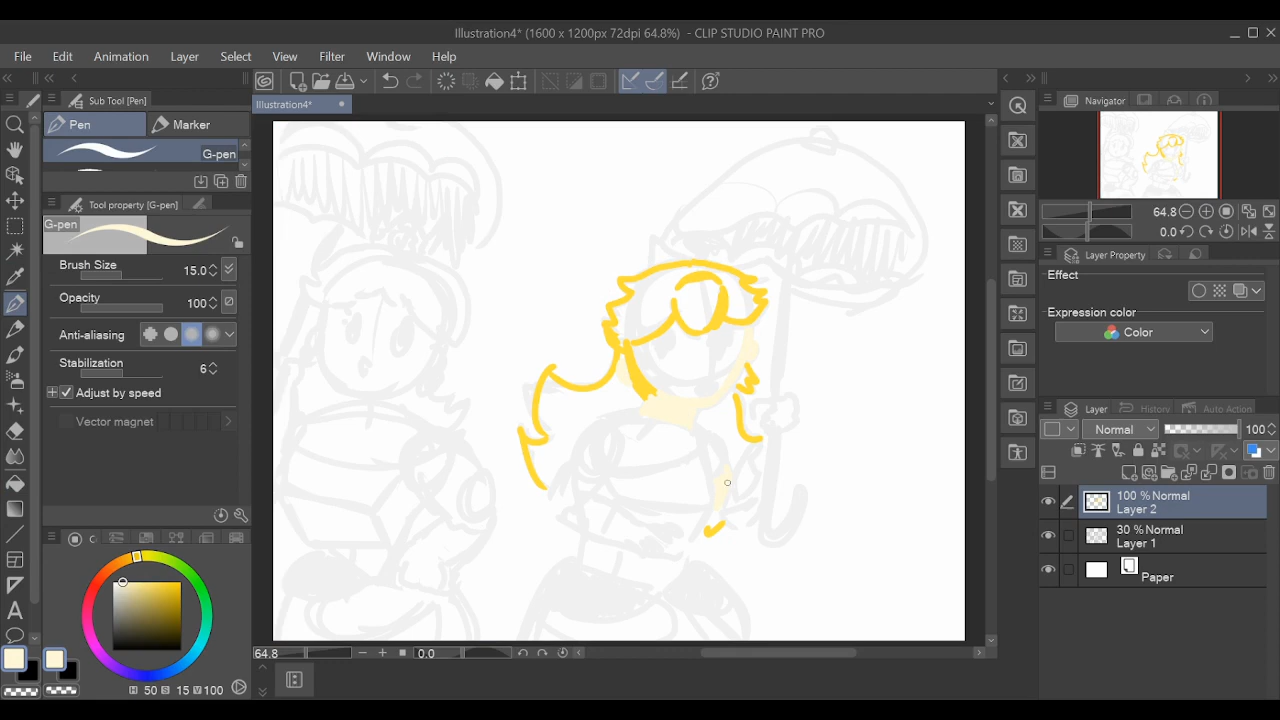 Illustration4* (1600 x 1200px 72dpi 64.8%) - CLIP STUDIO PAINT PRO
File Edit Animation Layer Select View Filter Window Help
Sub Tool [Pen]
Illustration4*
Navigator
Pen
Marker
G-pen
Tool property [G-pen]
G-pen
Brush Size 15.0
Opacity 100
Anti-aliasing
Stabilization 6
Adjust by speed
Vector magnet
64.8
0.0
Layer Property
Effect
Expression color
Color
Layer History Auto Action
Normal 100
100 % Normal
Layer 2
30 % Normal
Layer 1
Paper
A
64.8 0.0
H 50 S 15 V 100